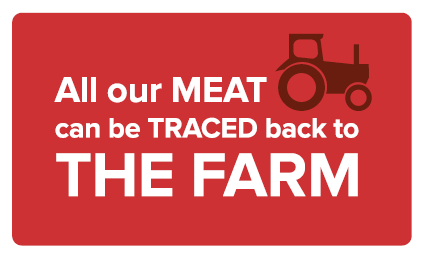 All our MEAT
can be TRACED back to
THE FARM